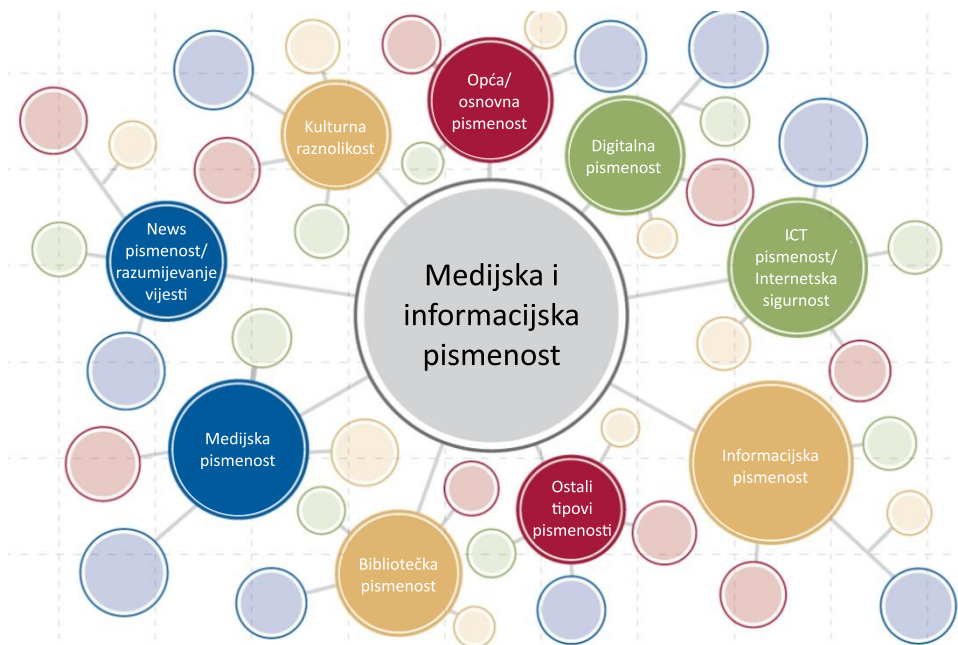 Opća/
osnovna
pismenost
Kulturna
raznolikost
Digitalna
pismenost
News
pismenost/
razumijevanje
vijesti
ICT
pismenost/
Internetska
sigurnost
Medijska i
informacijska
pismenost
Medijska
pismenost
Informacijska
pismenost
Ostali
tipovi
pismenosti
Bibliotečka
pismenost